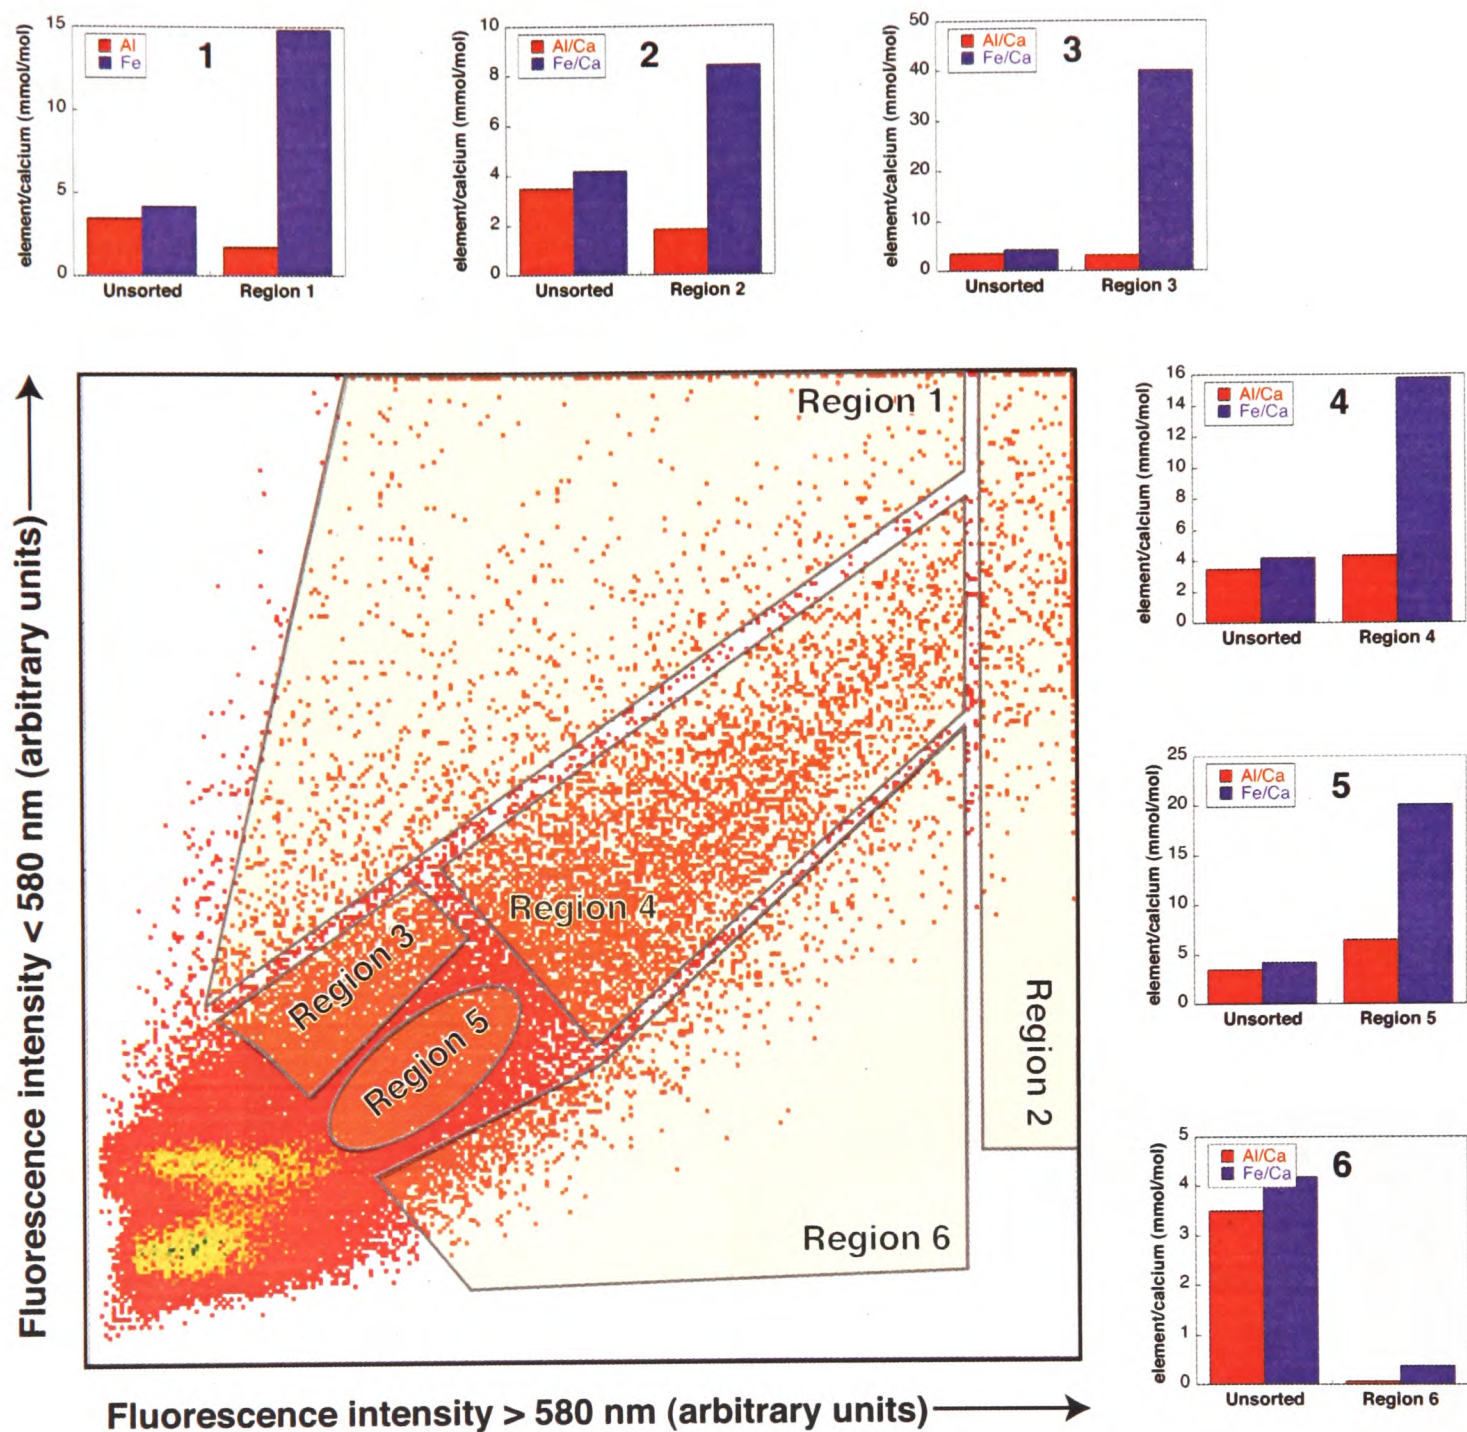 15
10
5
0
Al
Fe
1
element/calcium (mmol/mol)
Unsorted Region 1
10
8
6
4
2
0
Al/Ca
Fe/Ca
2
element/calcium (mmol/mol)
Unsorted Region 2
50
40
30
20
10
0
Al/Ca
Fe/Ca
3
element/calcium (mmol/mol)
Unsorted Region 3
Fluorescence intensity < 580 nm (arbitrary units)
Region 1
Region 4
Region 3
Region 5
Region 2
Region 6
Fluorescence intensity > 580 nm (arbitrary units)
16
14
12
10
8
6
4
2
0
Al/Ca
Fe/Ca
4
element/calcium (mmol/mol)
Unsorted Region 4
25
20
15
10
5
0
Al/Ca
Fe/Ca
5
element/calcium (mmol/mol)
Unsorted Region 5
5
4
3
2
1
0
Al/Ca
Fe/Ca
6
element/calcium (mmol/mol)
Unsorted Region 6